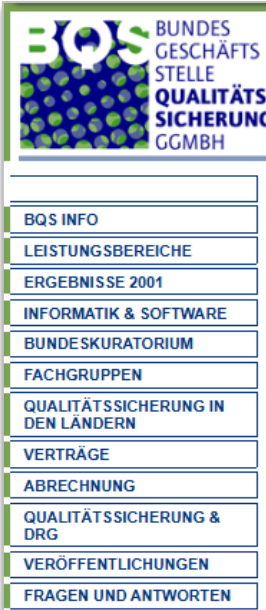 BQS
BUNDES
GESCHÄFTS
STELLE
QUALITÄTS
SICHERUNG
GGMBH
BQS INFO
LEISTUNGSBEREICHE
ERGEBNISSE 2001
INFORMATIK & SOFTWARE
BUNDESKURATORIUM
FACHGRUPPEN
QUALITÄTSSICHERUNG IN
DEN LÄNDERN
VERTRÄGE
ABRECHNUNG
QUALITÄTSSICHERUNG &
DRG
VERÖFFENTLICHUNGEN
FRAGEN UND ANTWORTEN